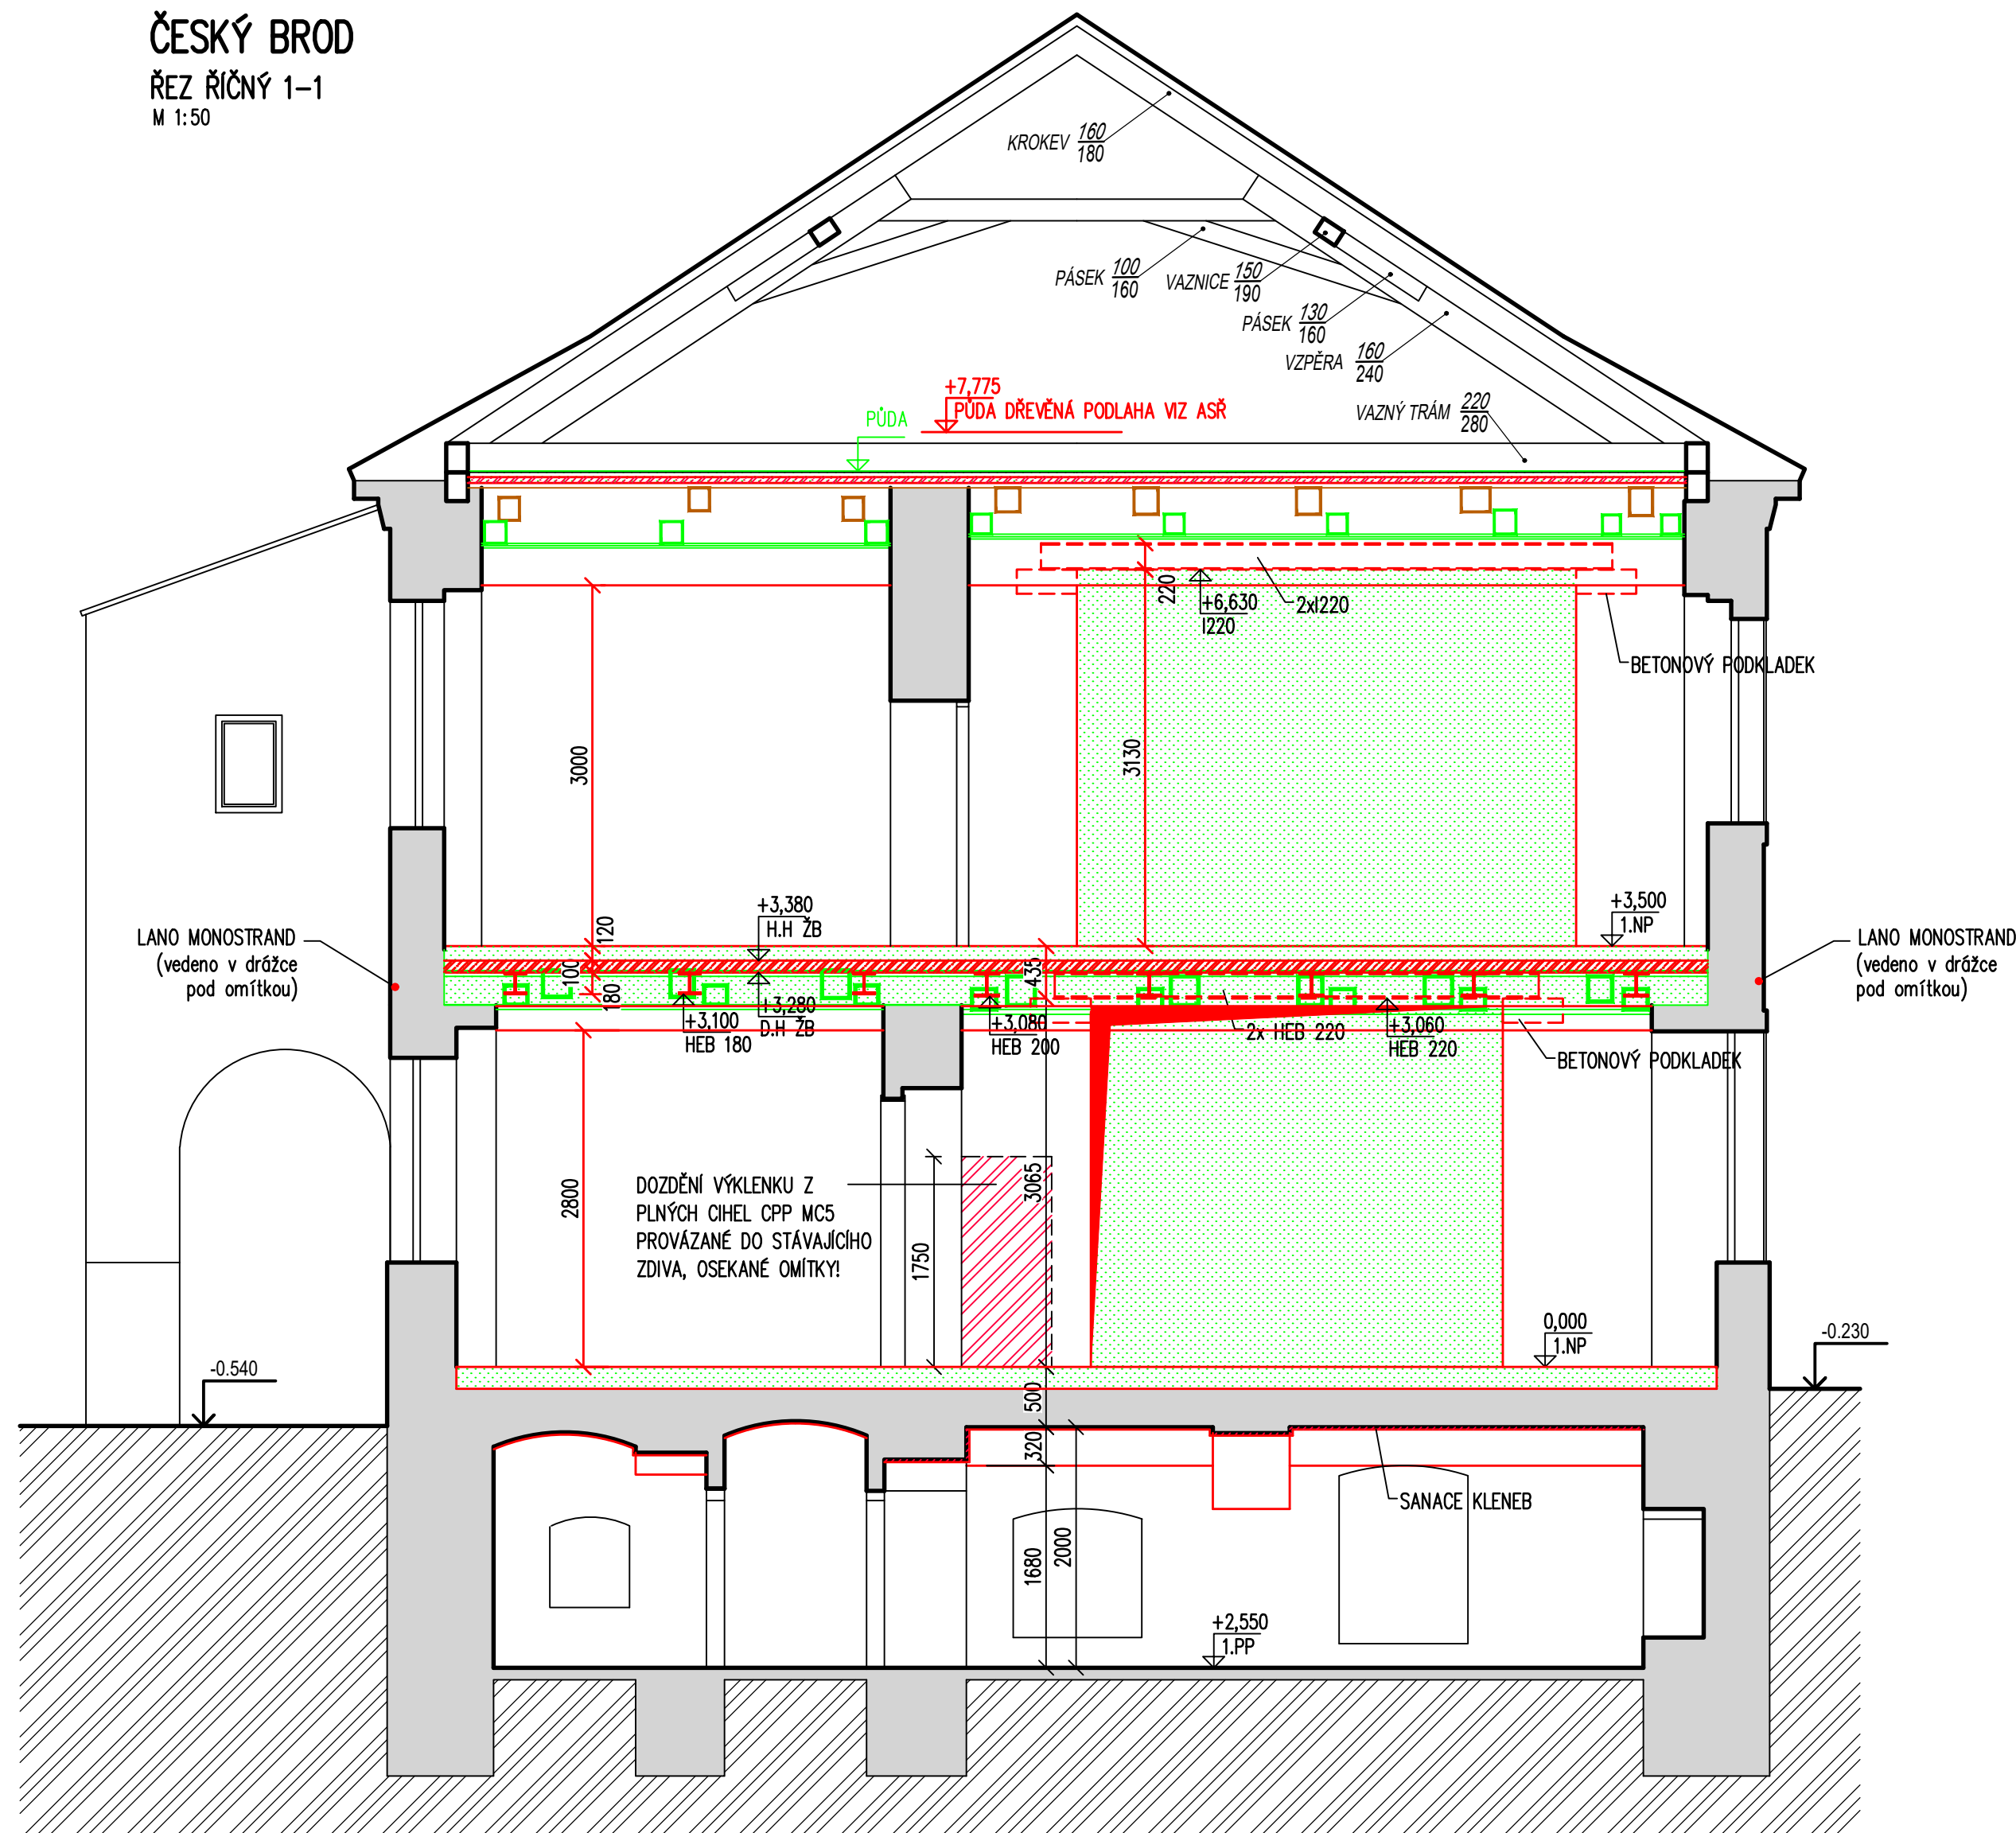 ČESKÝ BROD
ŘEZ ŘÍČNÝ 1-1
M 1:50
KROKEV 160
180
PÁSEK 100
160
VAZNICE 150
190
PÁSEK 130
160
VZPĚRA 160
240
VAZNÝ TRÁM 220
280
+7,775
PŮDA DŘEVĚNÁ PODLAHA VIZ ASŘ
PŮDA
220
+6,630
I220
2xI220
BETONOVÝ PODKLADEK
3000
3130
+3,380
H.H ŽB
+3,500
1.NP
120
100
180
435
LANO MONOSTRAND
(vedeno v drážce
pod omítkou)
LANO MONOSTRAND
(vedeno v drážce
pod omítkou)
+3,280
D.H ŽB
+3,100
HEB 180
+3,080
HEB 200
2x HEB 220
+3,060
HEB 220
BETONOVÝ PODKLADEK
2800
DOZDĚNÍ VÝKLENKU Z
PLNÝCH CIHEL CPP MC5
PROVÁZANÉ DO STÁVAJÍCÍHO
ZDIVA, OSEKANÉ OMÍTKY!
1750
3065
0,000
1.NP
-0.230
-0.540
500
320
1680
2000
SANACE KLENEB
+2,550
1.PP